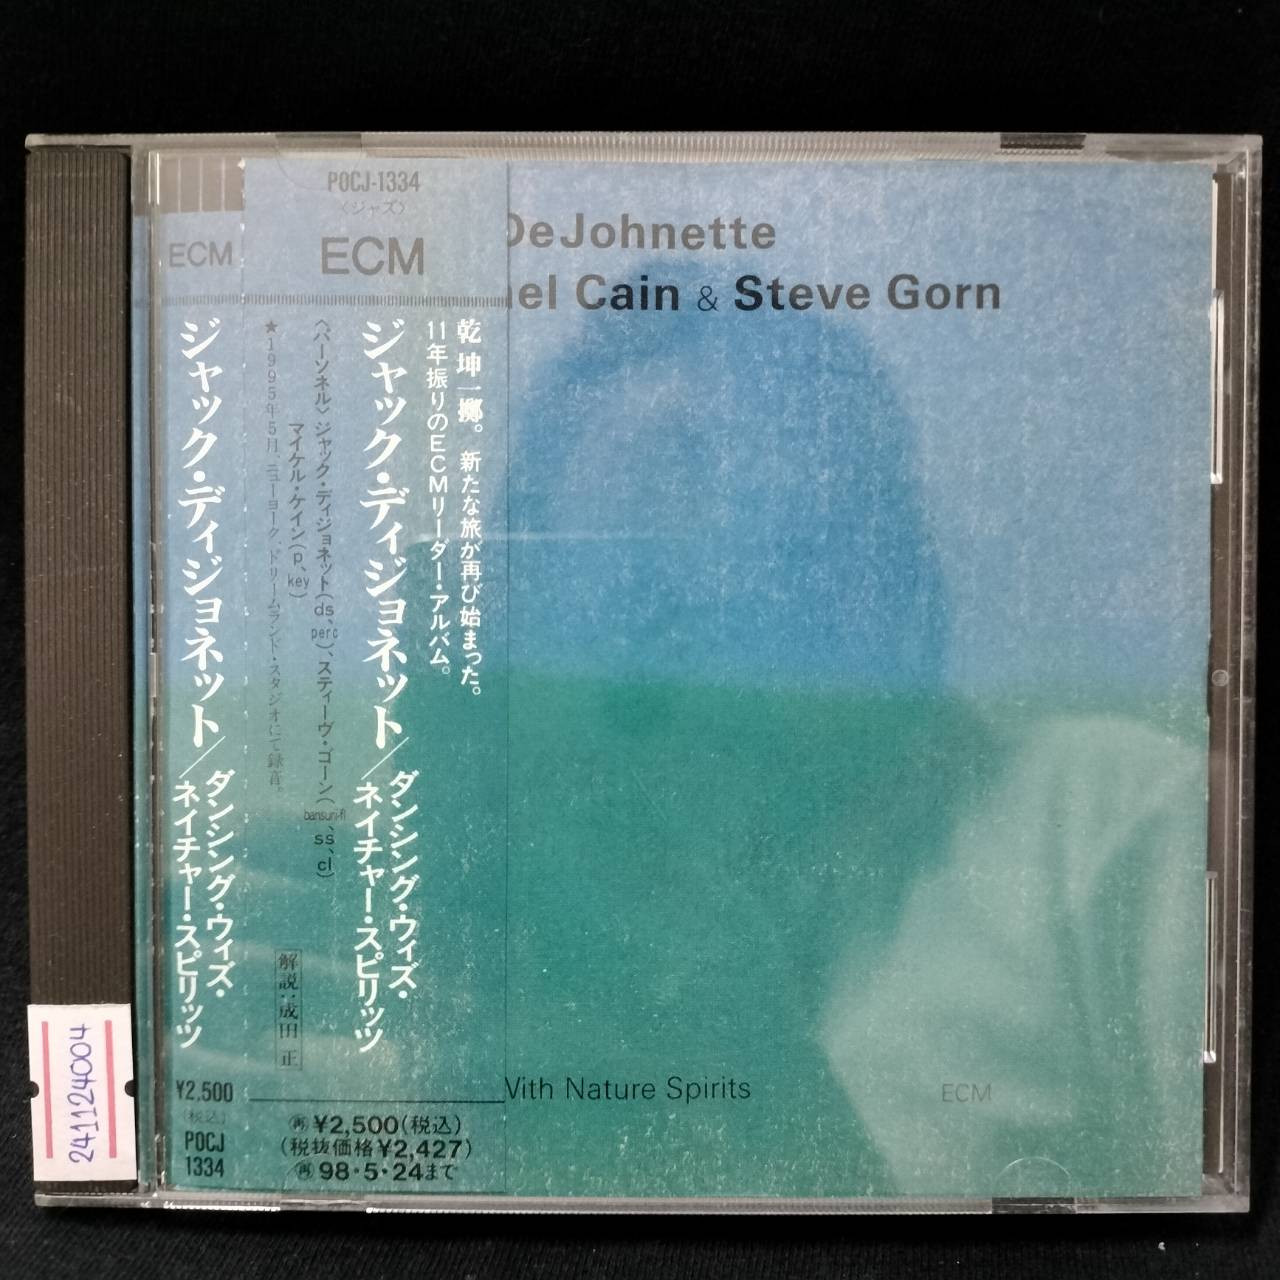 ECM
ジャック・ディジョネット/
ダンシング・ウィズ・
ネイチャー・スピリッツ
¥2,500
(税込)
POCJ
1334
POCJ-1334
〈ジャズ〉
ECM
乾坤一擲。 新たな旅が再び始まった。
11年振りのECMリーダー・アルバム。
ジャック・ディジョネット/
ダンシング・ウィズ・
ネイチャー・スピリッツ
〈パーソネル〉ジャック・ディジョネット(ds、perc)、スティーヴ・ゴーン(bansuri-fl、ss、cl)
マイケル・ケイン(p、key)
★1995年5月、ニューヨーク、ドリームランド・スタジオにて録音。
解説:成田 正
再¥2,500(税込)
(税抜価格¥2,427)
再98・5・24まで
DeJohnette
ael Cain & Steve Gorn
With Nature Spirits
ECM
241124004